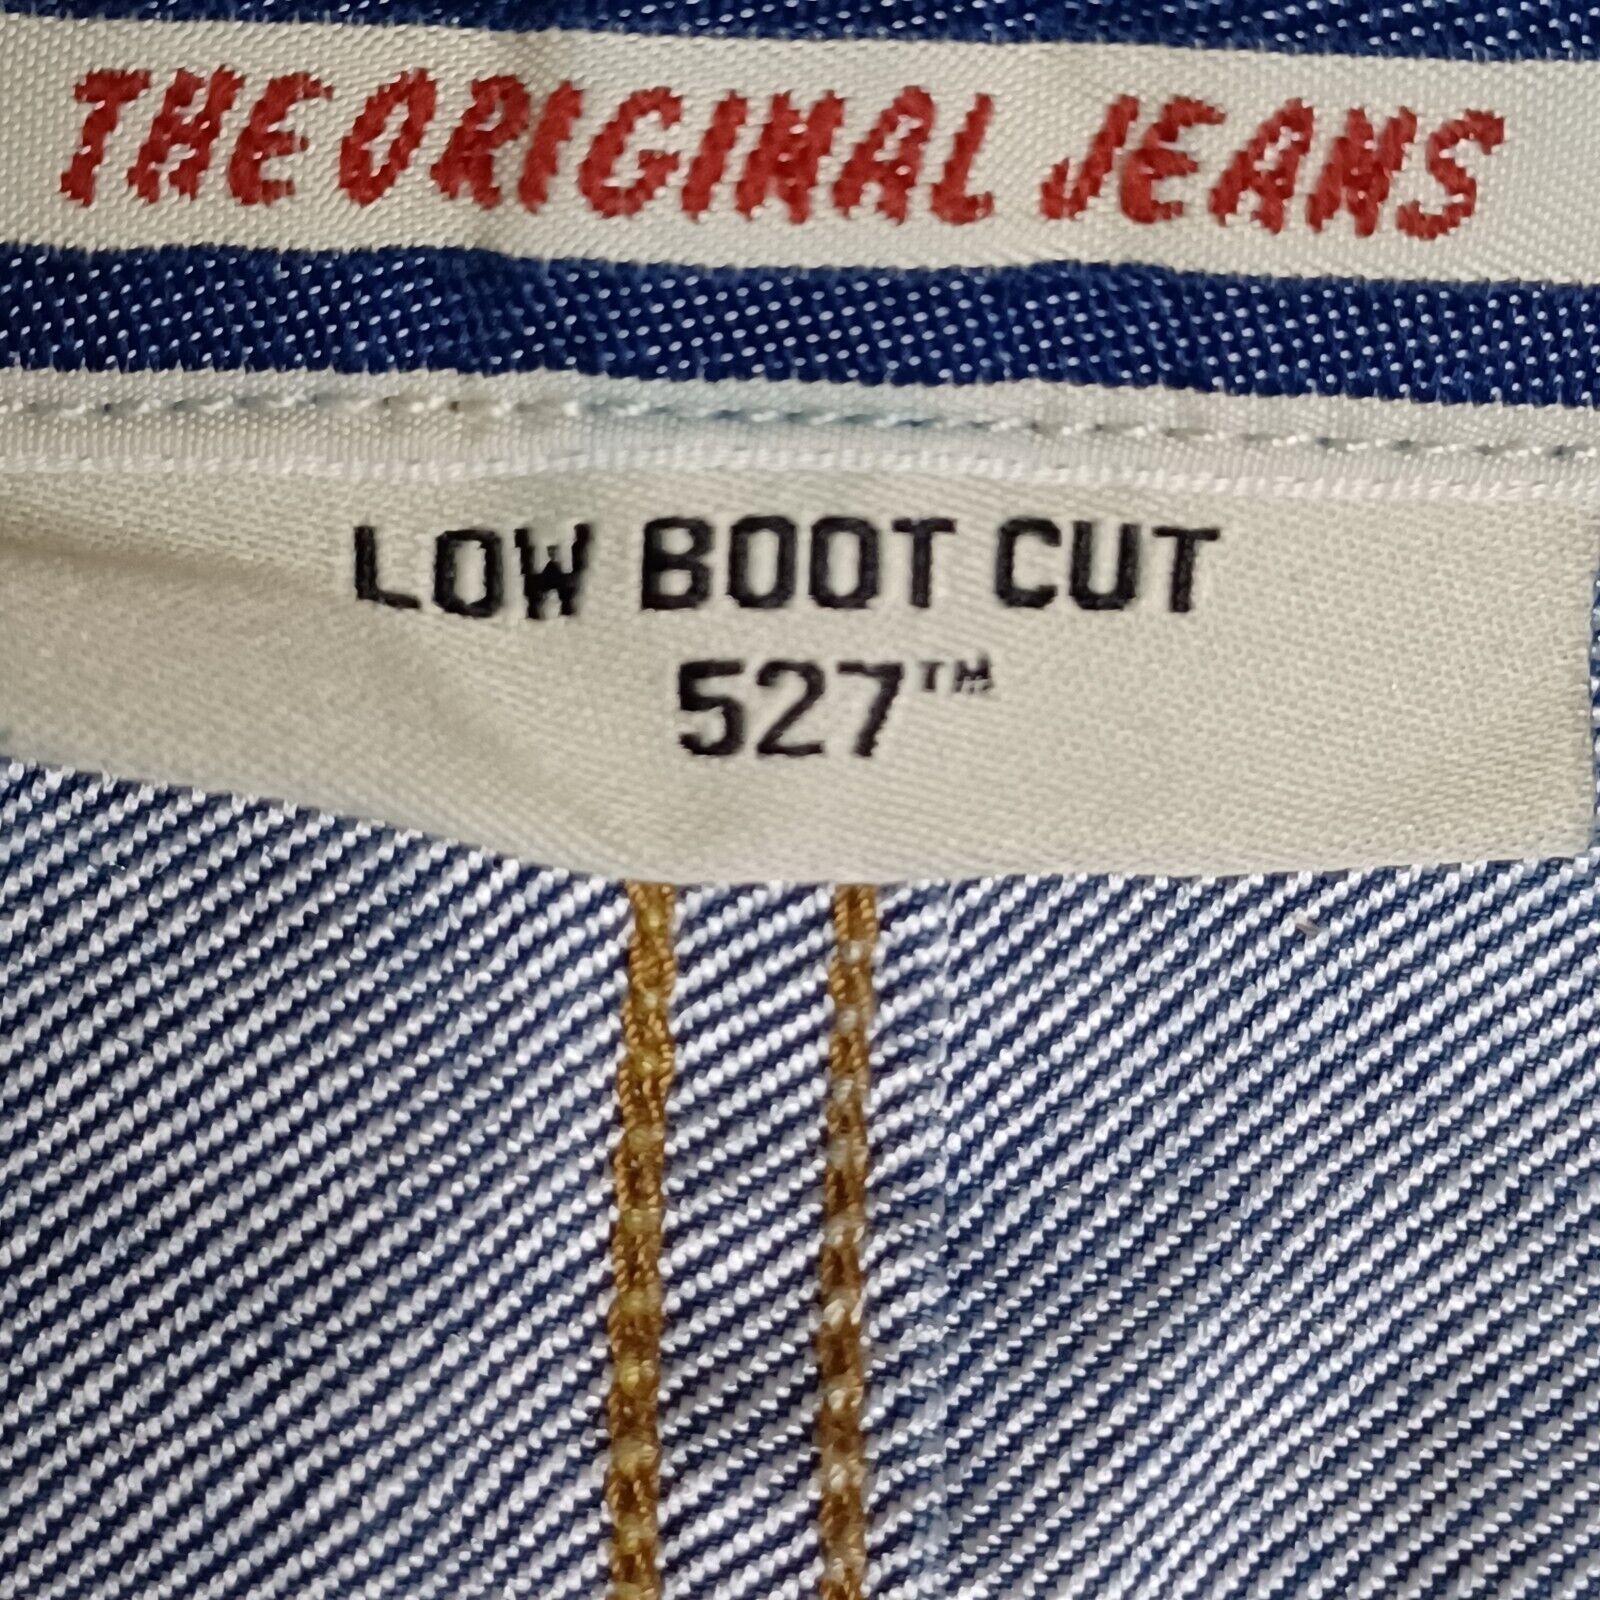 THE ORIGINAL JEANS
LOW BOOT CUT
527™